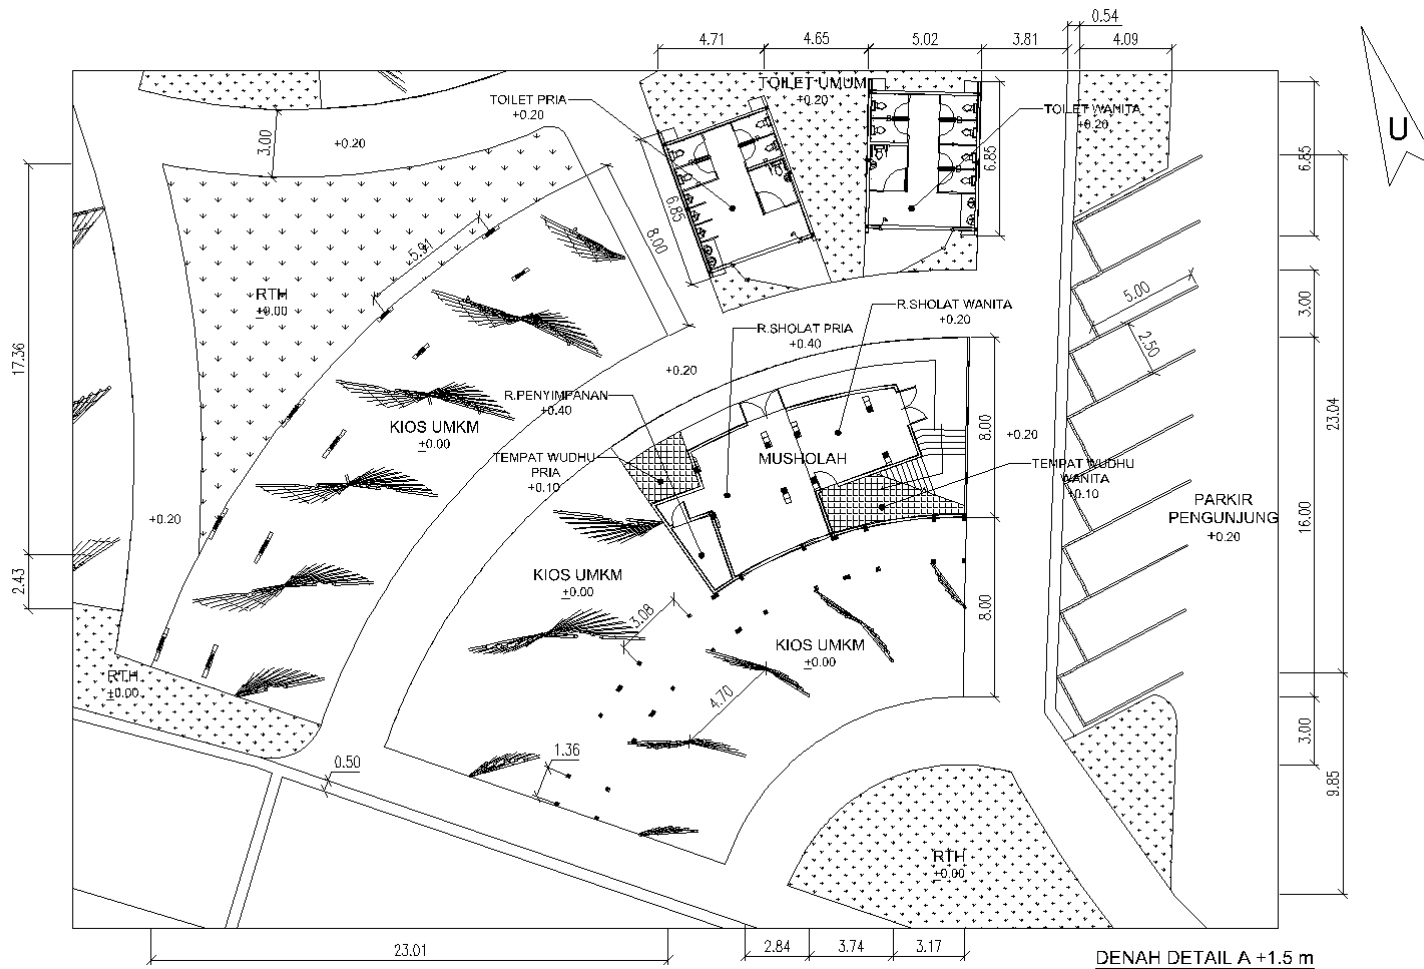 0.54
4.71
4.65
5.02
3.81
4.09
TOILET UMUM
+0.20
TOILET PRIA
+0.20
TOILET WANITA
+0.20
U
3.00
+0.20
6.85
6.85
6.85
8.00
5.91
RTH
±0.00
R.SHOLAT WANITA
+0.20
R.SHOLAT PRIA
+0.40
5.00
2.50
3.00
17.36
+0.20
R.PENYIMPANAN
+0.40
KIOS UMKM
±0.00
MUSHOLAH
8.00
+0.20
23.04
TEMPAT WUDHU
PRIA
+0.10
TEMPAT WUDHU
WANITA
+0.10
PARKIR
PENGUNJUNG
+0.20
16.00
+0.20
2.43
KIOS UMKM
±0.00
3.08
8.00
KIOS UMKM
±0.00
RTH
±0.00
4.70
3.00
1.36
0.50
9.85
RTH
±0.00
23.01
2.84
3.74
3.17
DENAH DETAIL A +1.5 m